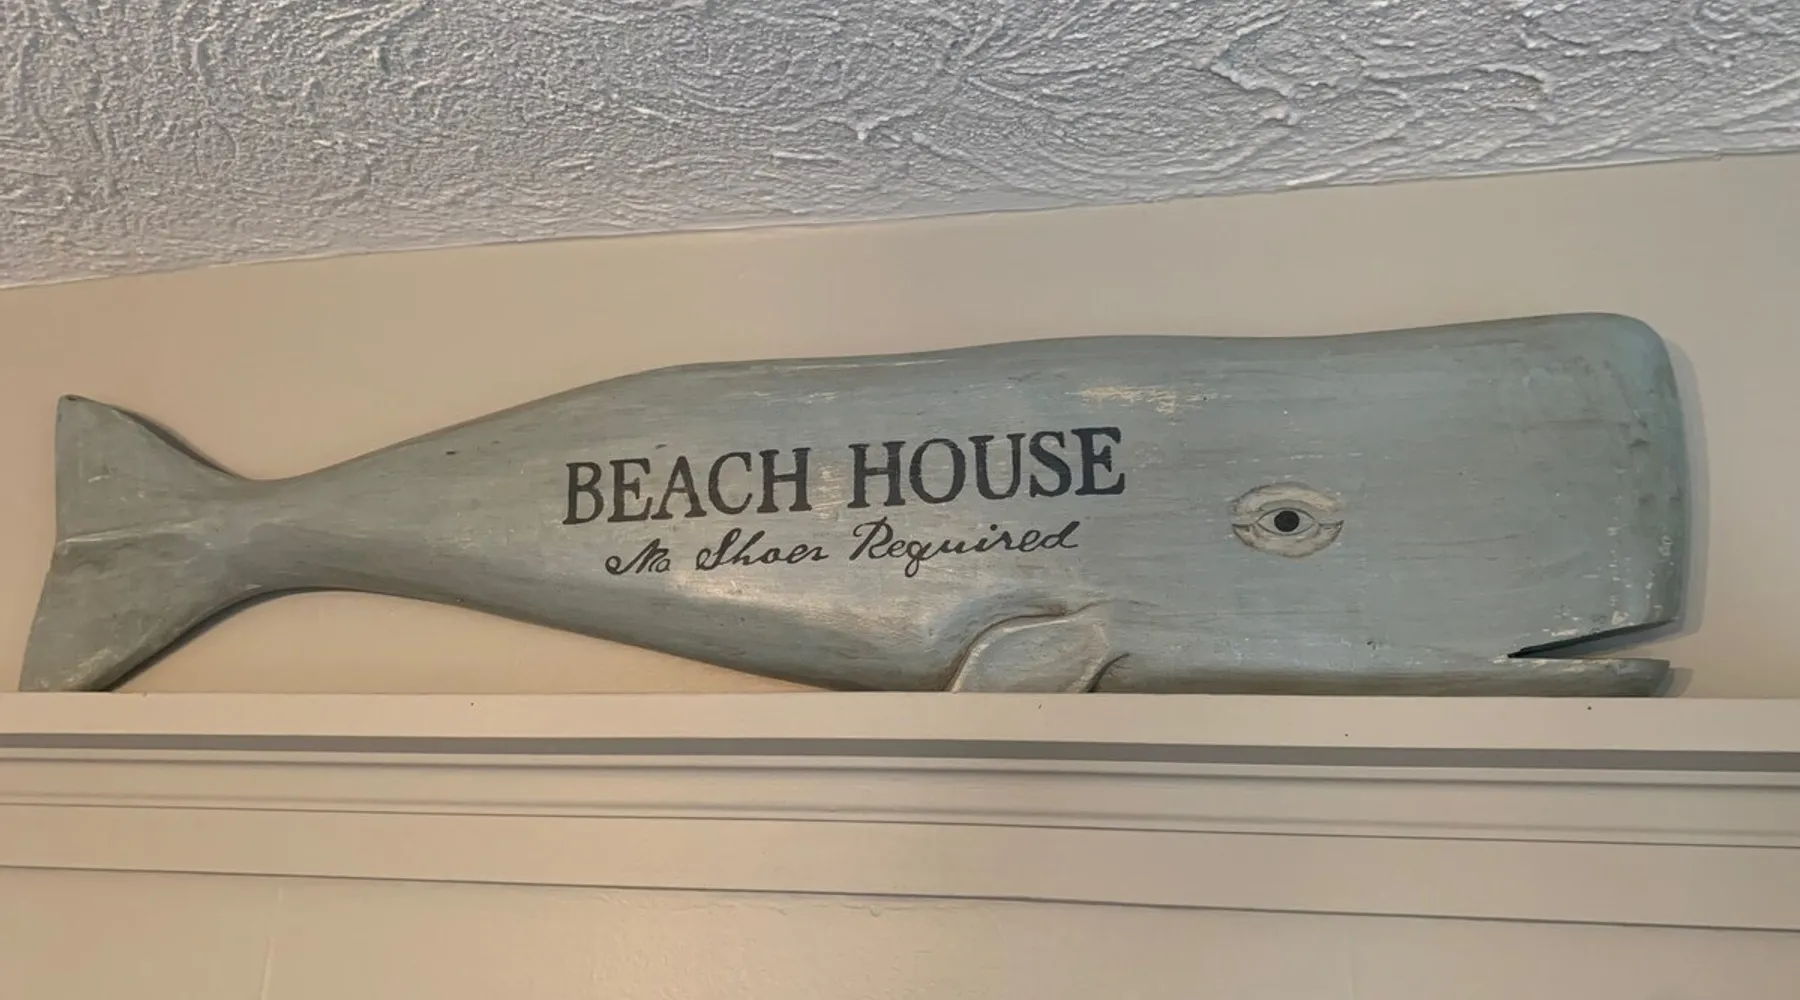 BEACH HOUSE
No Shoes Required